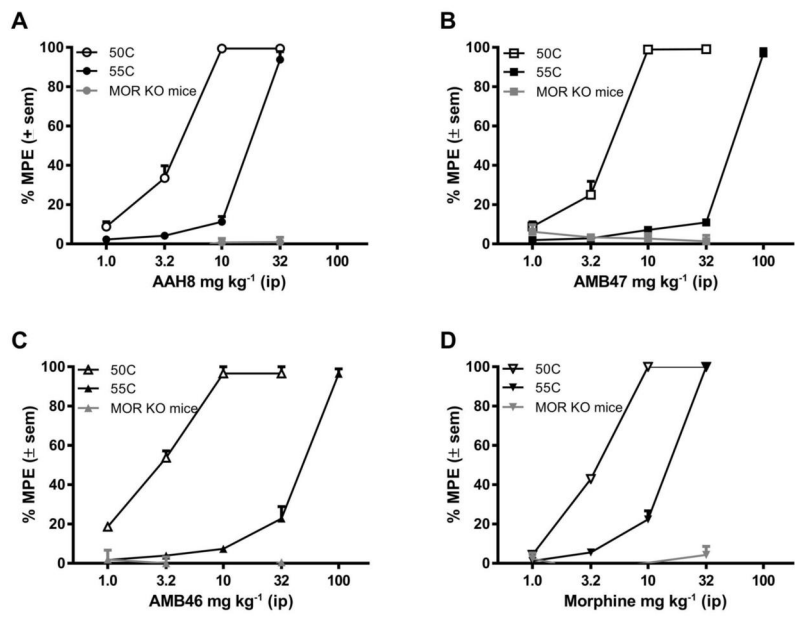 A
% MPE (+ sem)
100
80
60
40
20
0
50C
55C
MOR KO mice
1.0 3.2 10 32 100
AAH8 mg kg-1 (ip)
B
% MPE (± sem)
100
80
60
40
20
0
50C
55C
MOR KO mice
1.0 3.2 10 32 100
AMB47 mg kg-1 (ip)
C
% MPE (± sem)
100
80
60
40
20
0
50C
55C
MOR KO mice
1.0 3.2 10 32 100
AMB46 mg kg-1 (ip)
D
% MPE (± sem)
100
80
60
40
20
0
50C
55C
MOR KO mice
1.0 3.2 10 32 100
Morphine mg kg-1 (ip)